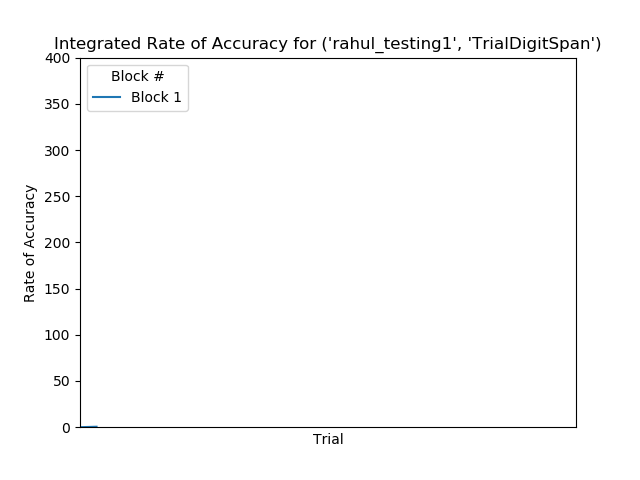 Integrated Rate of Accuracy for ('rahul_testing1', 'TrialDigitSpan')
400
350
300
250
200
150
100
50
0
Rate of Accuracy
Block #
Block 1
Trial